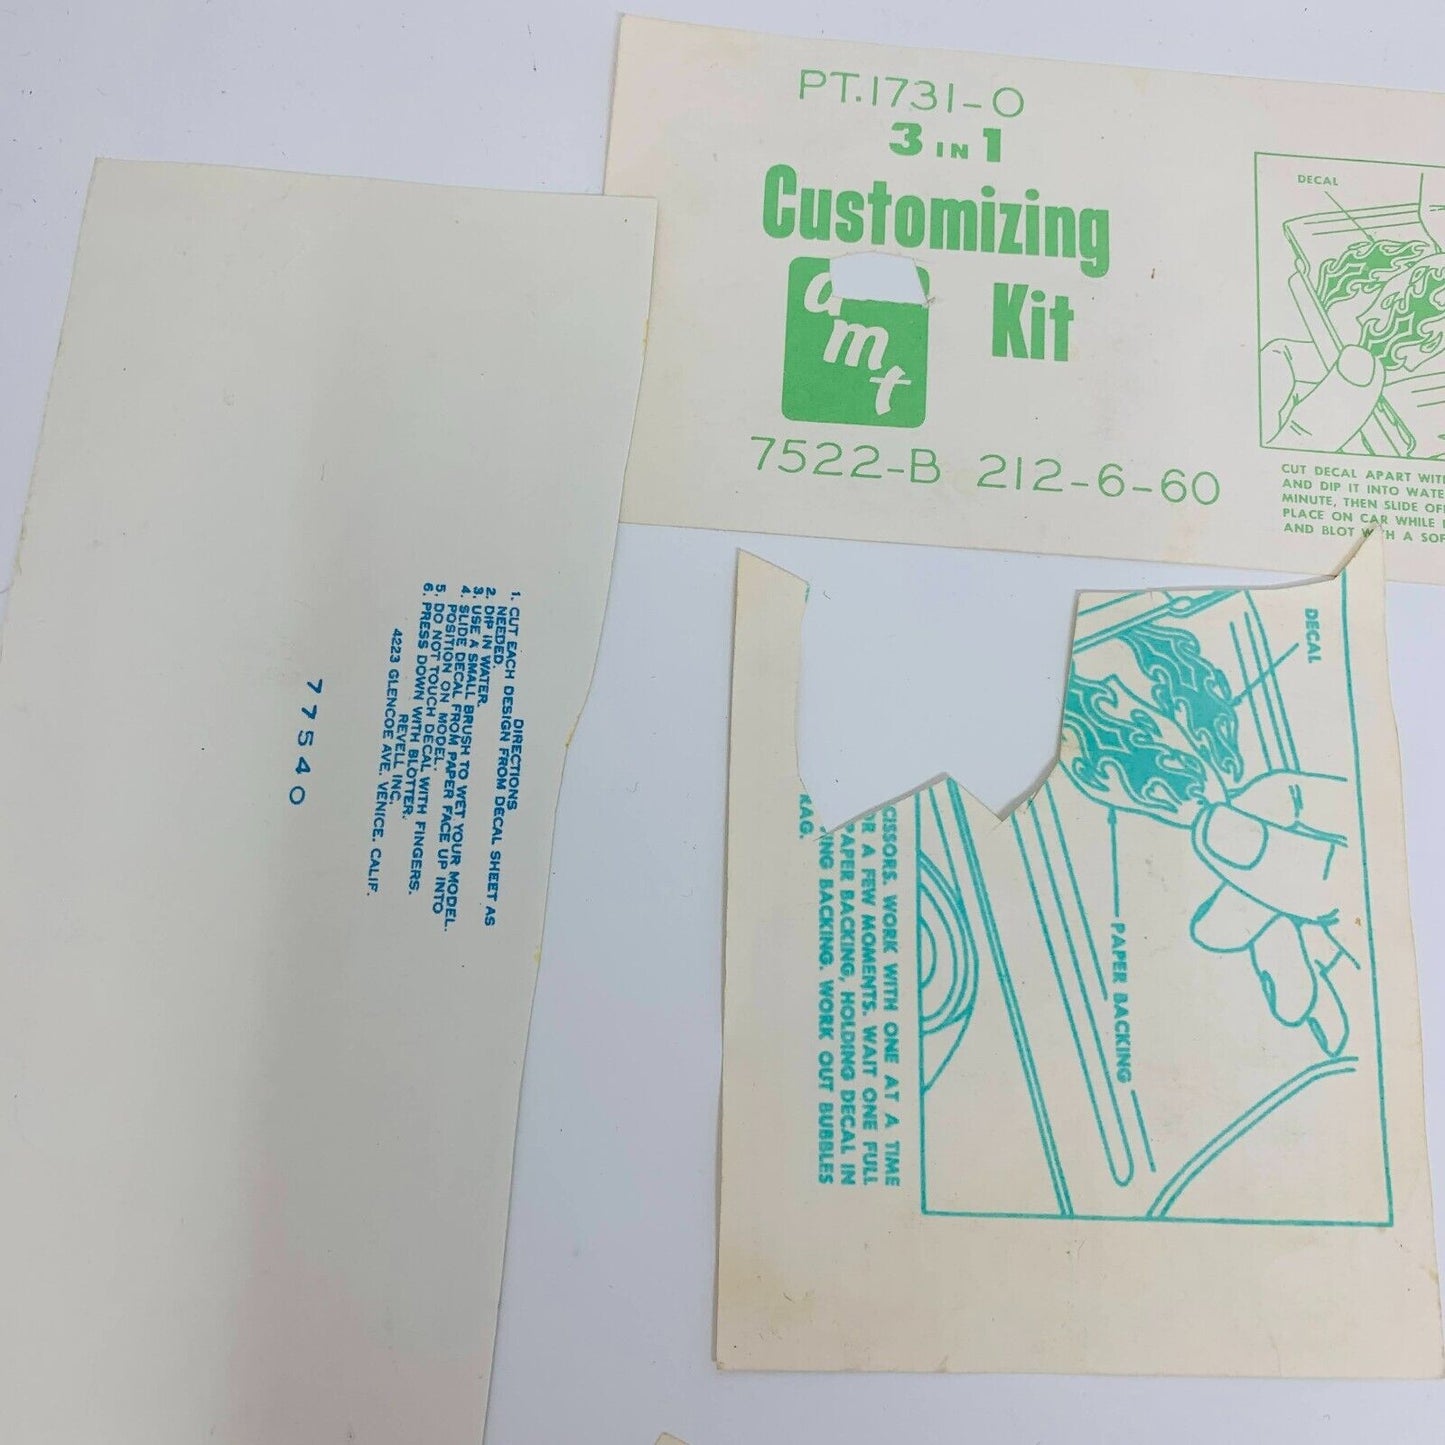 PT.1731-O
3 IN 1
Customizing
Kit
amt
7522-B 212-6-60
DECAL
CUT DECAL APART
AND DIP IT INTO
MINUTE, THEN SLIDE
PLACE ON CAR WHILE
AND BLOT WITH A
DIRECTIONS
1. CUT EACH DESIGN FROM DECAL SHEET AS
NEEDED.
2. DIP IN WATER.
3. USE A SMALL BRUSH TO WET YOUR MODEL.
4. SLIDE DECAL FROM PAPER FACE UP INTO
POSITION ON MODEL.
5. DO NOT TOUCH DECAL WITH FINGERS.
6. PRESS DOWN WITH BLOTTER.
REVELL INC.
4223 GLENCOE AVE. VENICE, CALIF.
77540
DECAL
PAPER BACKING
CISSORS. WORK WITH ONE AT A TIME
R A FEW MOMENTS. WAIT ONE FULL
PAPER BACKING, HOLDING DECAL IN
ING BACKING. WORK OUT BUBBLES
RAG.